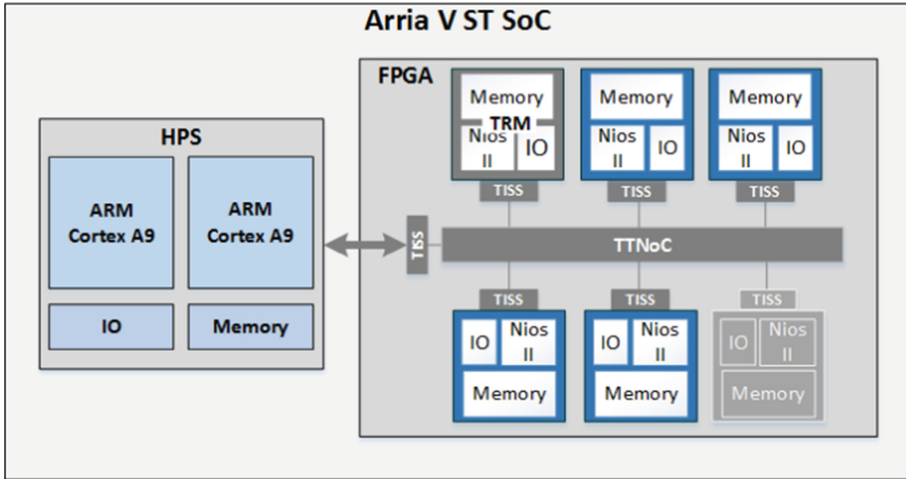 Arria V ST SoC
HPS
ARM
Cortex A9
ARM
Cortex A9
IO
Memory
FPGA
Memory
TRM
Nios
II
IO
TISS
Memory
Nios
II
IO
TISS
Memory
Nios
II
IO
TISS
TISS
TTNoC
TISS
IO
Nios
II
Memory
TISS
IO
Nios
II
Memory
TISS
IO
Nios
II
Memory